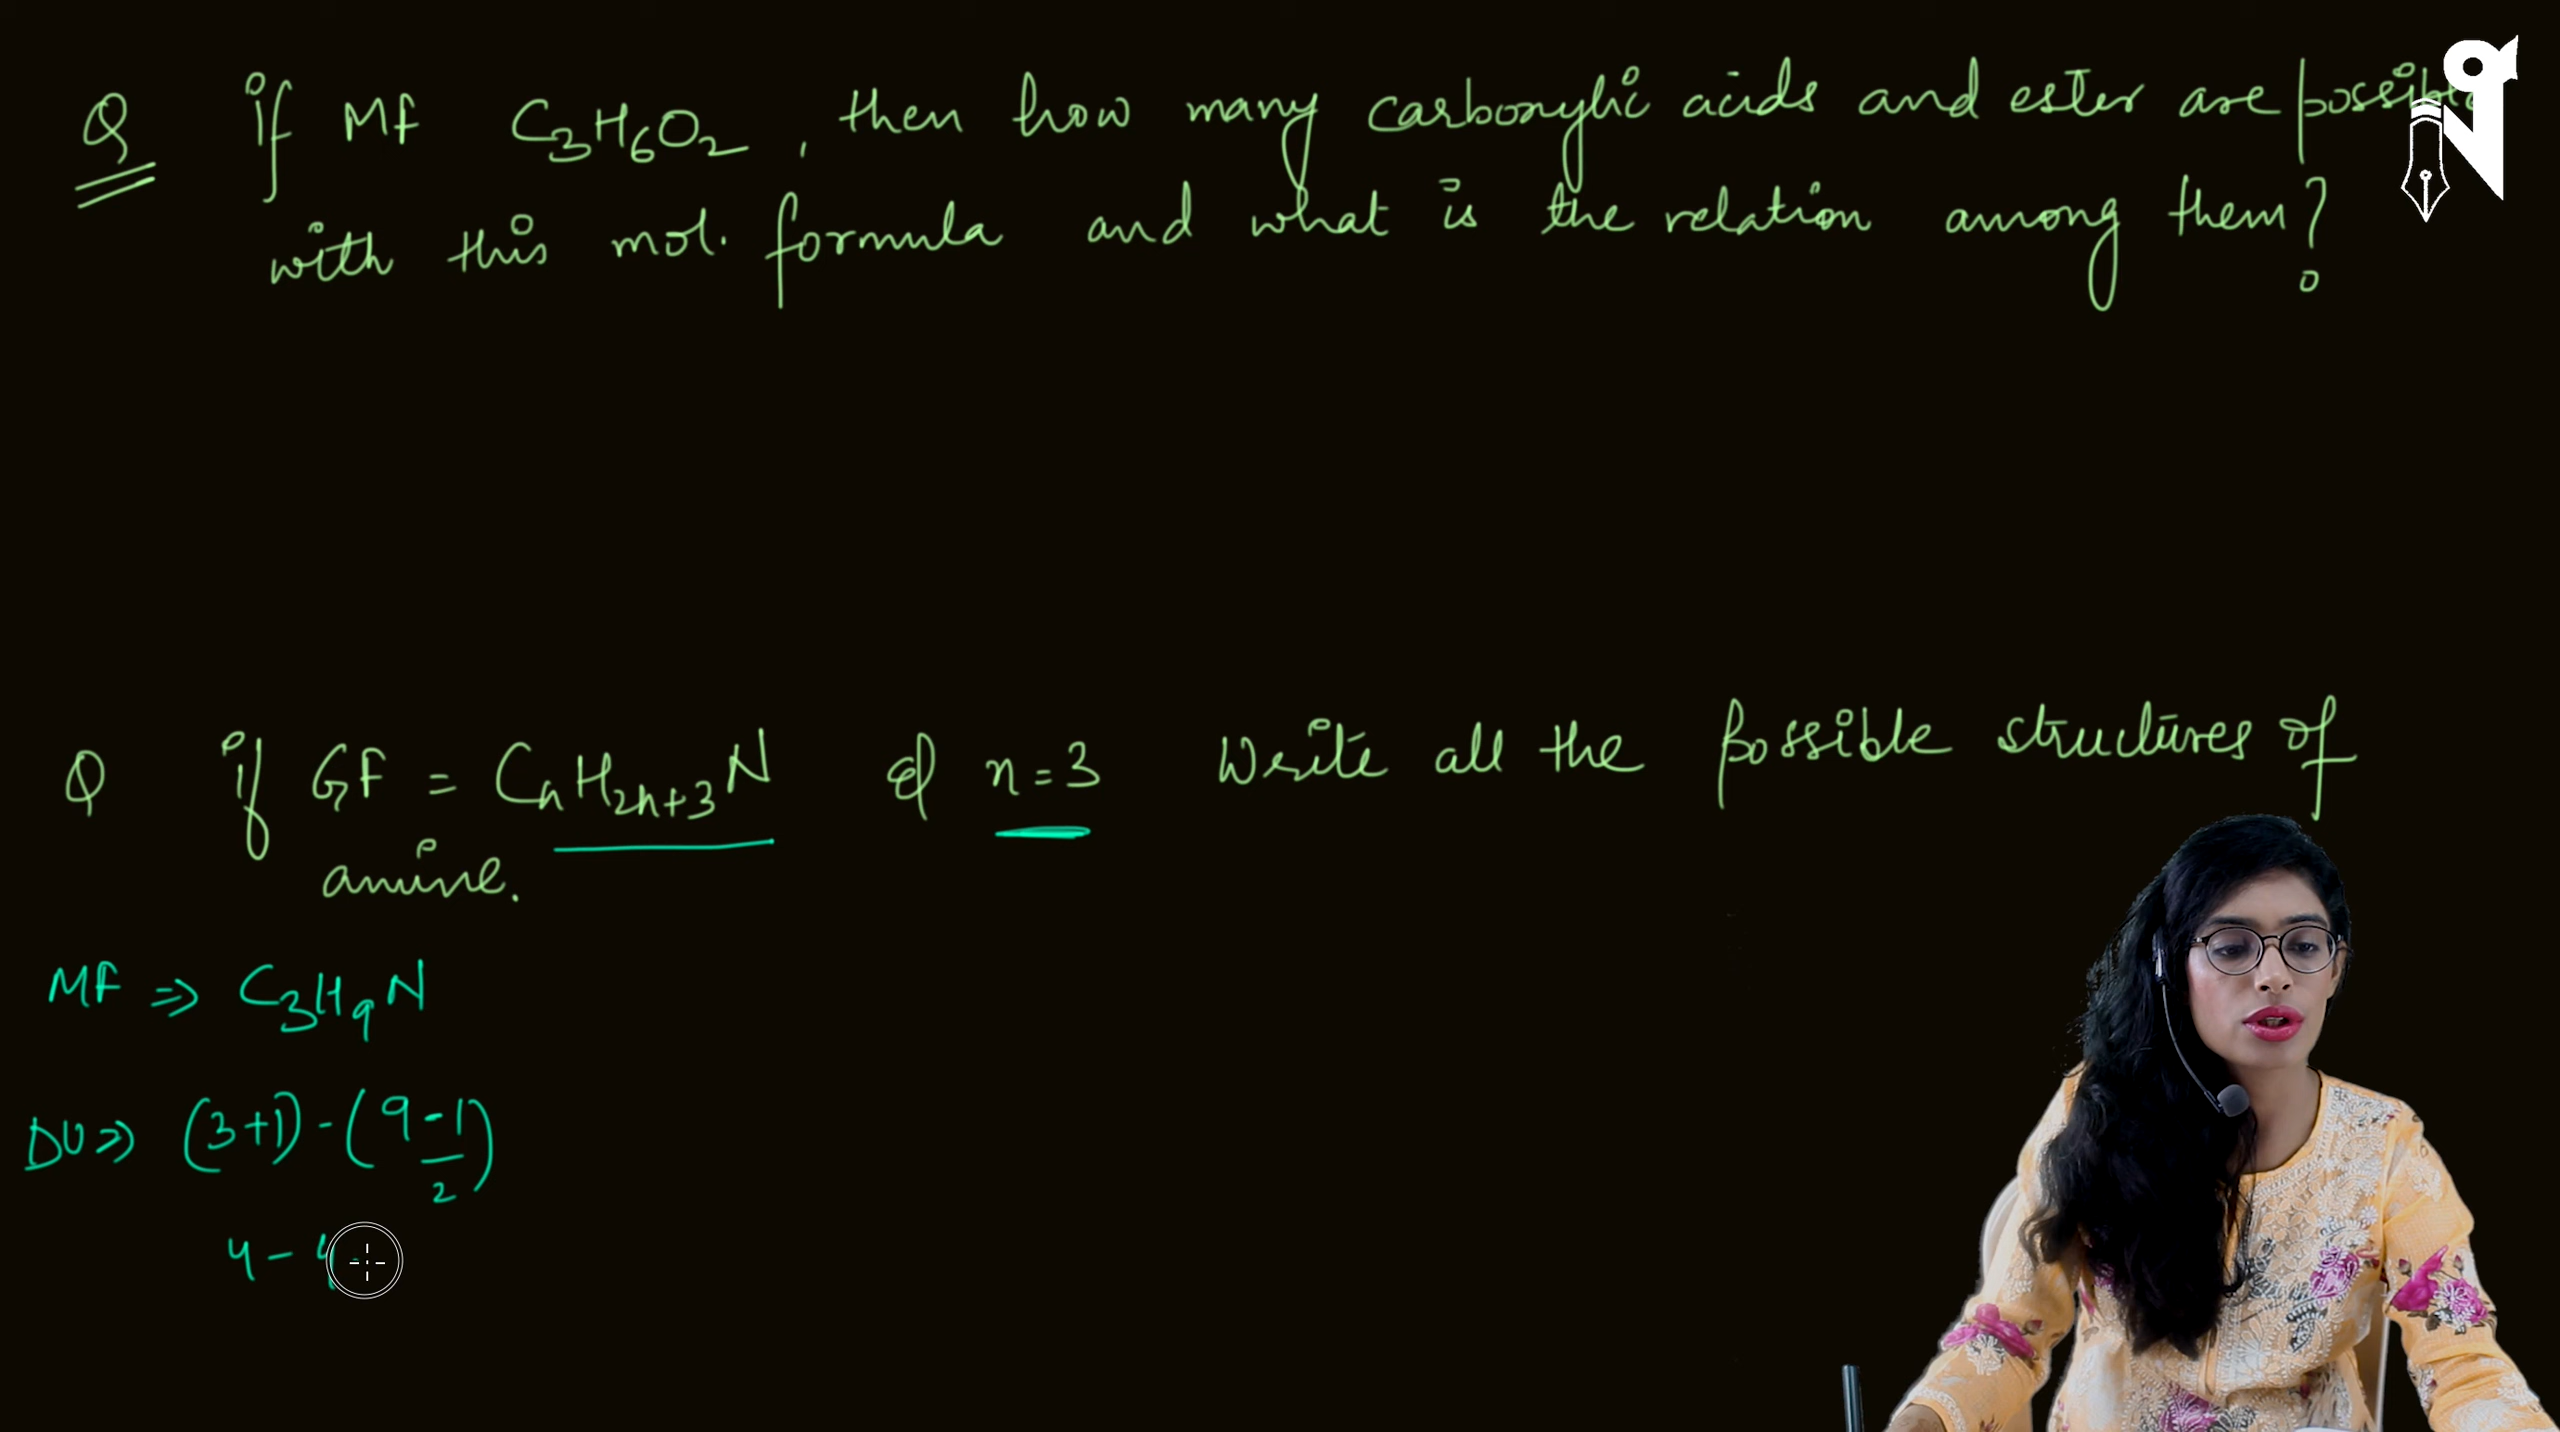 Q if MF C3H6O2, then how many carboxylic acids and ester are possible
with this mol. formula and what is the relation among them?
Q if GF = CnH2n+3N & n=3 Write all the possible structures of
amine.
MF ⇒ C3H9N
DU ⇒ (3+1) - (9-1/2)
4 - 4